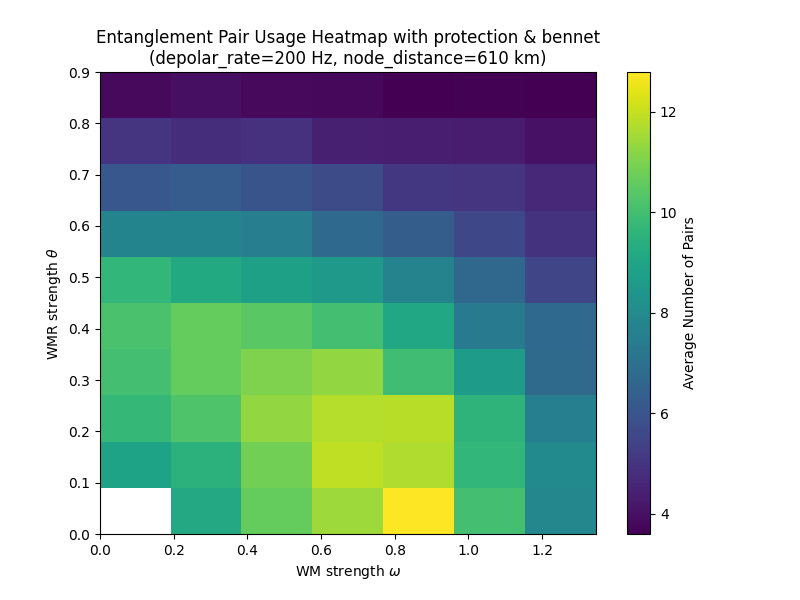 Entanglement Pair Usage Heatmap with protection & bennet
(depolar_rate=200 Hz, node_distance=610 km)
0.9
0.8
0.7
0.6
0.5
0.4
0.3
0.2
0.1
0.0
WMR strength θ
0.0 0.2 0.4 0.6 0.8 1.0 1.2
WM strength ω
12
10
8
6
4
Average Number of Pairs